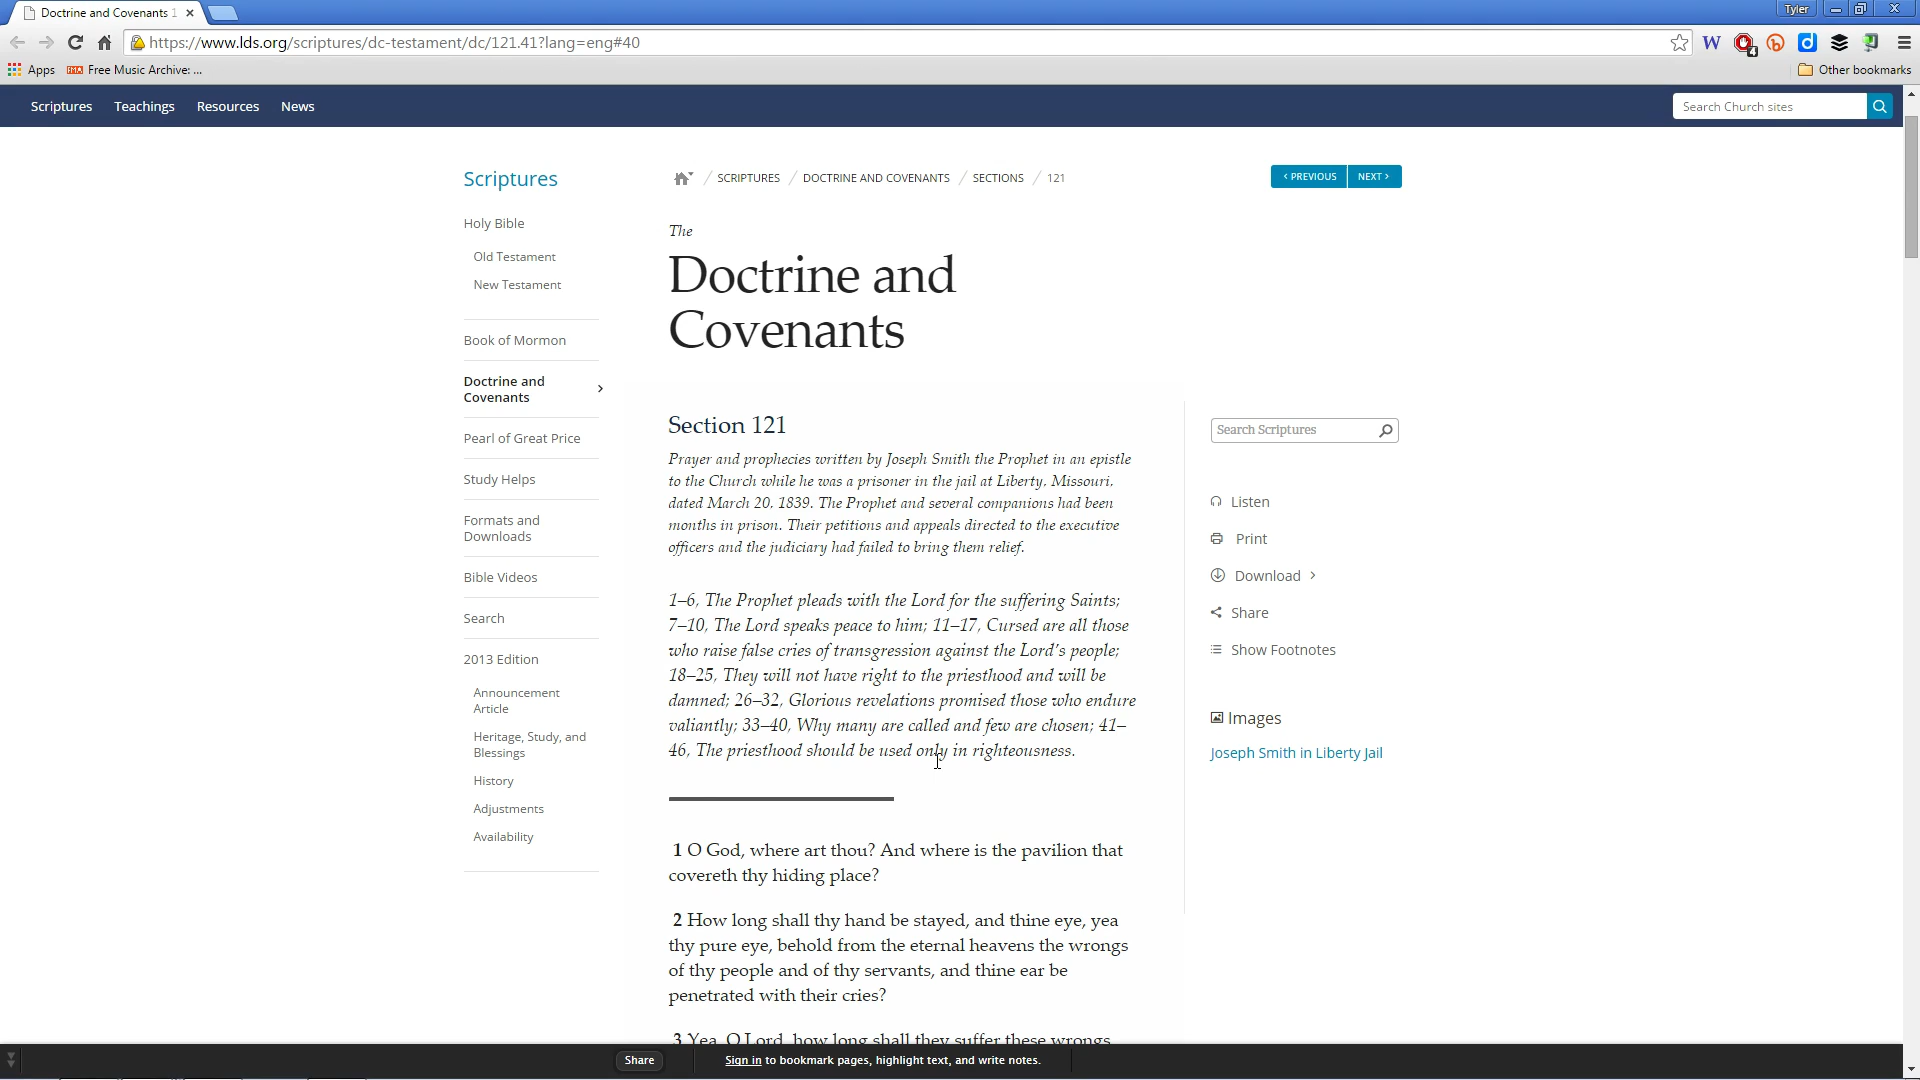 Doctrine and Covenants 1
Tyler
https://www.lds.org/scriptures/dc-testament/dc/121.41?lang=eng#40
W
4
b
d
Apps
FMA
Free Music Archive: ...
Other bookmarks
Scriptures
Teachings
Resources
News
Search Church sites
Scriptures
Holy Bible
Old Testament
New Testament
Book of Mormon
Doctrine and
Covenants
Pearl of Great Price
Study Helps
Formats and
Downloads
Bible Videos
Search
2013 Edition
Announcement
Article
Heritage, Study, and
Blessings
History
Adjustments
Availability
/ SCRIPTURES / DOCTRINE AND COVENANTS / SECTIONS / 121
‹ PREVIOUS
NEXT ›
The
Doctrine and
Covenants
Section 121
Prayer and prophecies written by Joseph Smith the Prophet in an epistle
to the Church while he was a prisoner in the jail at Liberty, Missouri,
dated March 20, 1839. The Prophet and several companions had been
months in prison. Their petitions and appeals directed to the executive
officers and the judiciary had failed to bring them relief.
1–6, The Prophet pleads with the Lord for the suffering Saints;
7–10, The Lord speaks peace to him; 11–17, Cursed are all those
who raise false cries of transgression against the Lord's people;
18–25, They will not have right to the priesthood and will be
damned; 26–32, Glorious revelations promised those who endure
valiantly; 33–40, Why many are called and few are chosen; 41–
46, The priesthood should be used only in righteousness.
1 O God, where art thou? And where is the pavilion that
covereth thy hiding place?
2 How long shall thy hand be stayed, and thine eye, yea
thy pure eye, behold from the eternal heavens the wrongs
of thy people and of thy servants, and thine ear be
penetrated with their cries?
3 Yea, O Lord, how long shall they suffer these wrongs
Search Scriptures
Listen
Print
Download ›
Share
Show Footnotes
Images
Joseph Smith in Liberty Jail
Share
Sign in to bookmark pages, highlight text, and write notes.